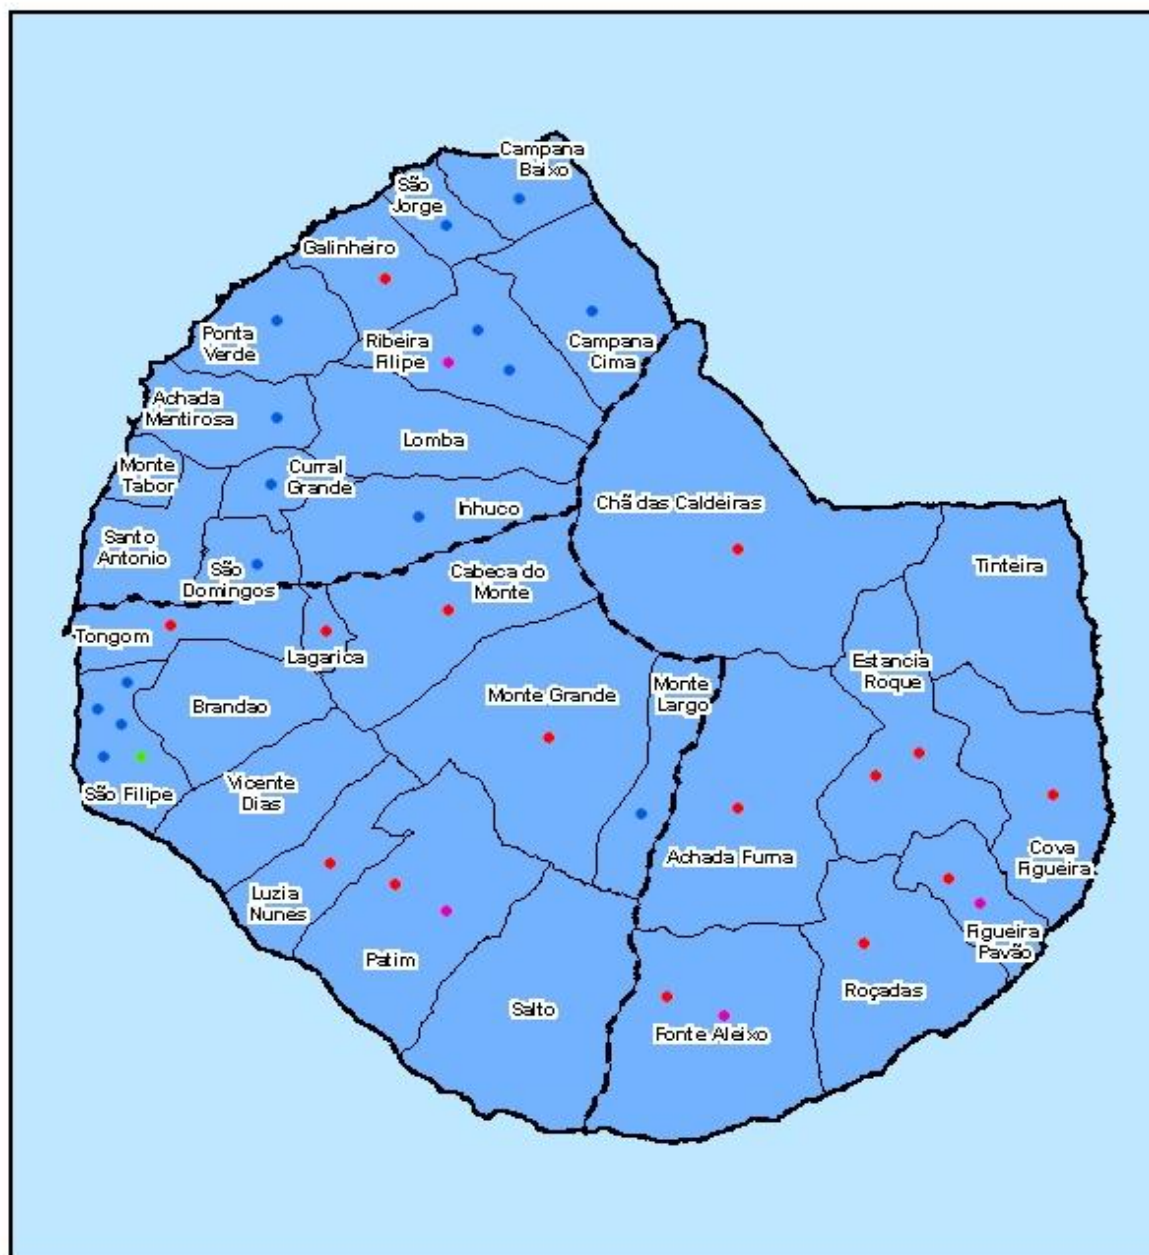 Campana
Baixo
São
Jorge
Galinheiro
Ponta
Verde
Ribeira
Filipe
Campana
Cima
Achada
Mentirosa
Lomba
Monte
Tabor
Curral
Grande
Inhuco
Chã das Caldeiras
Santo
Antonio
São
Domingos
Cabeca do
Monte
Tinteira
Tongom
Lagarica
Estancia
Roque
Brandao
Monte Grande
Monte
Largo
São Filipe
Vicente
Dias
Achada Furna
Cova
Figueira
Luzia
Nunes
Patim
Figueira
Pavão
Roçadas
Salto
Fonte Aleixo